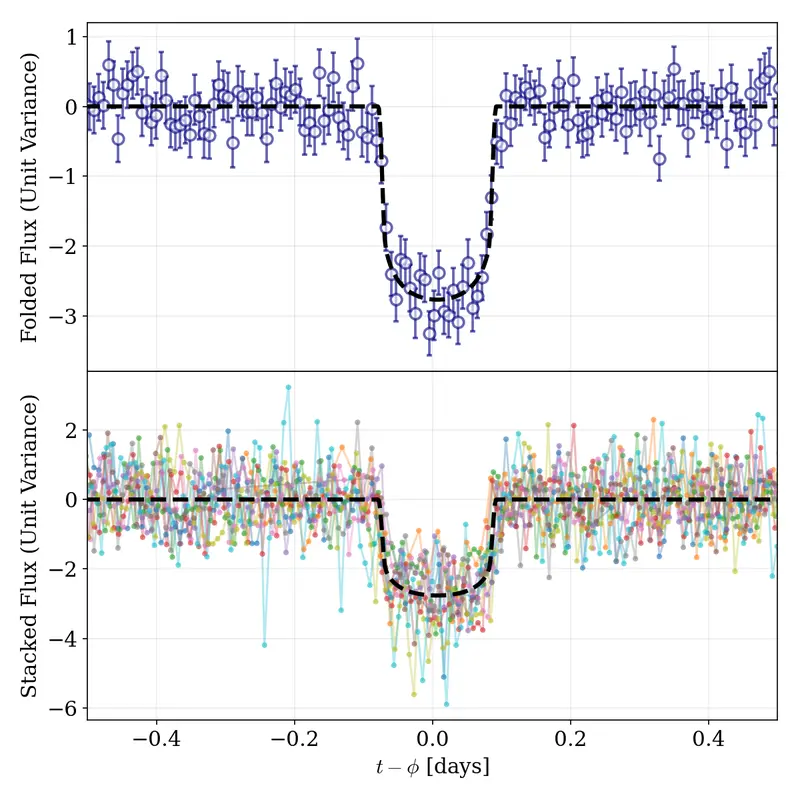 Folded Flux (Unit Variance)
1
0
−1
−2
−3
Stacked Flux (Unit Variance)
2
0
−2
−4
−6
−0.4 −0.2 0.0 0.2 0.4
t − ϕ [days]